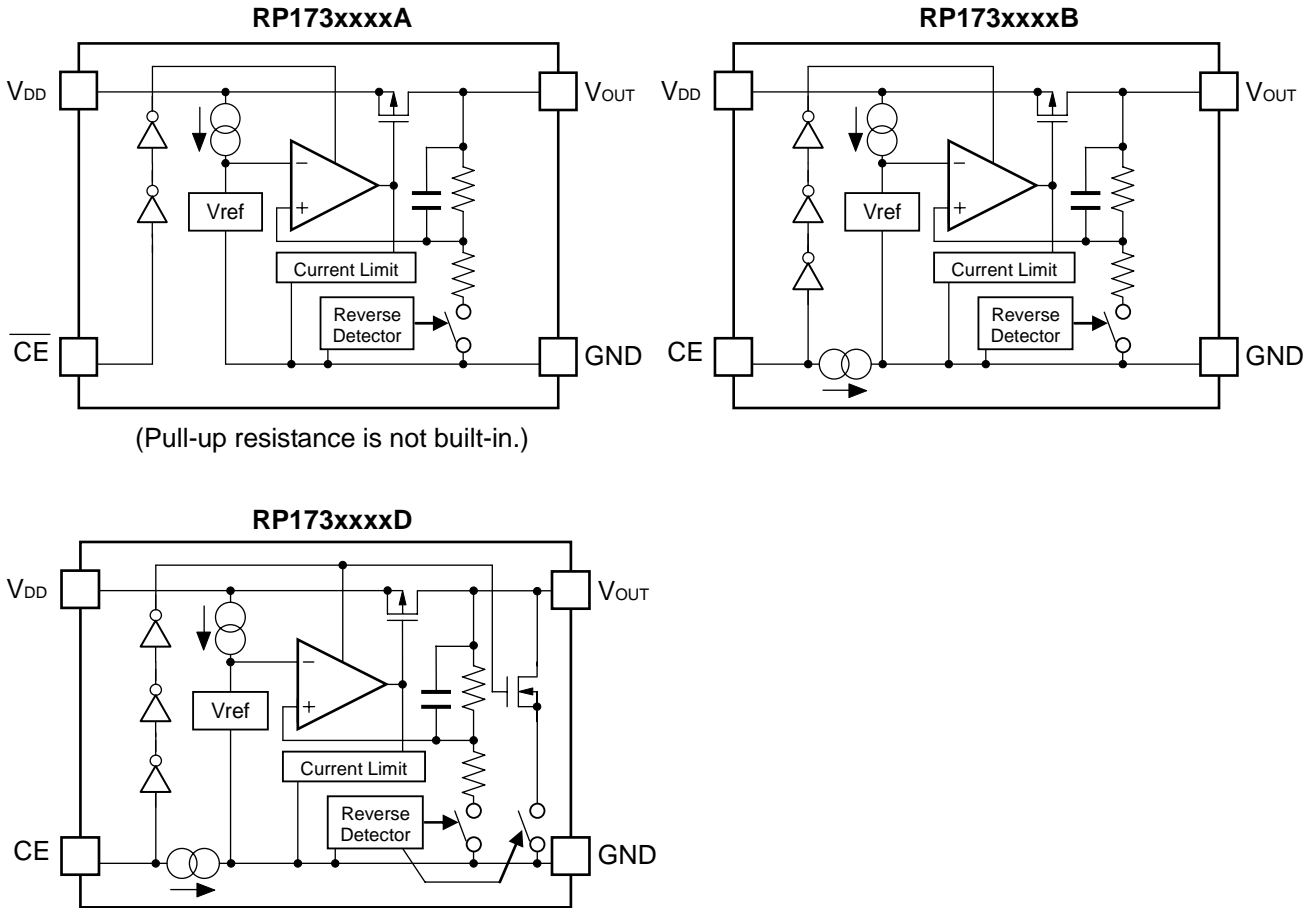 RP173xxxxA
VDD
VOUT
−
+
Vref
Current Limit
Reverse
Detector
C̅E̅
GND
(Pull-up resistance is not built-in.)
RP173xxxxB
VDD
VOUT
−
+
Vref
Current Limit
Reverse
Detector
CE
GND
RP173xxxxD
VDD
VOUT
−
+
Vref
Current Limit
Reverse
Detector
CE
GND